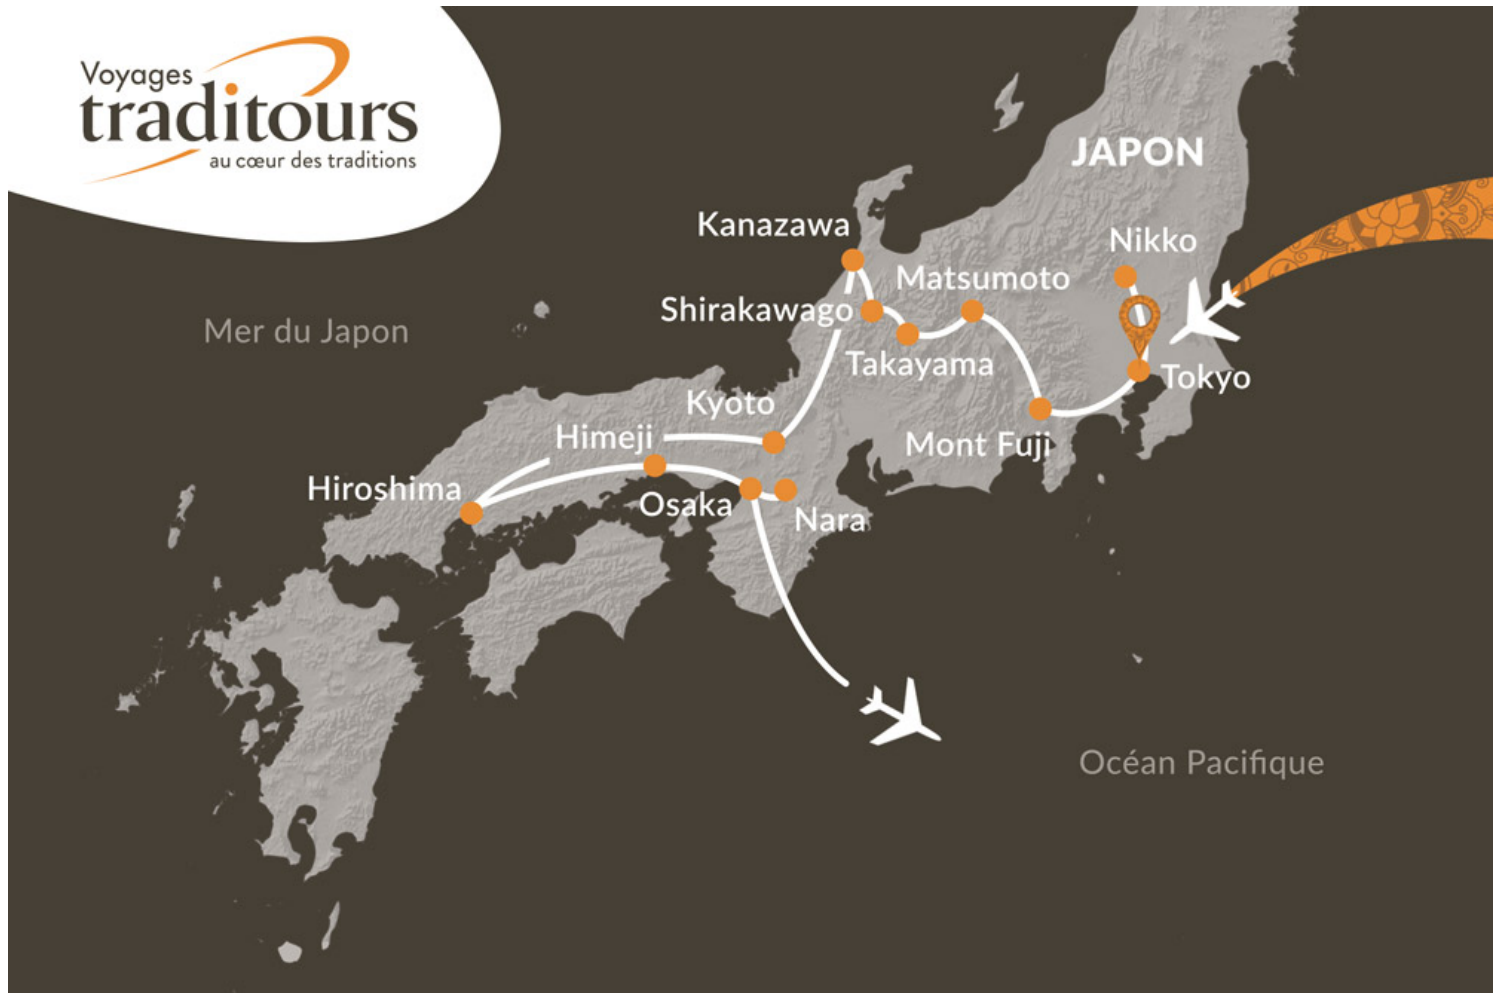 Voyages
traditours
au cœur des traditions
JAPON
Kanazawa
Nikko
Matsumoto
Shirakawago
Mer du Japon
Takayama
Tokyo
Kyoto
Himeji
Mont Fuji
Hiroshima
Osaka
Nara
Océan Pacifique